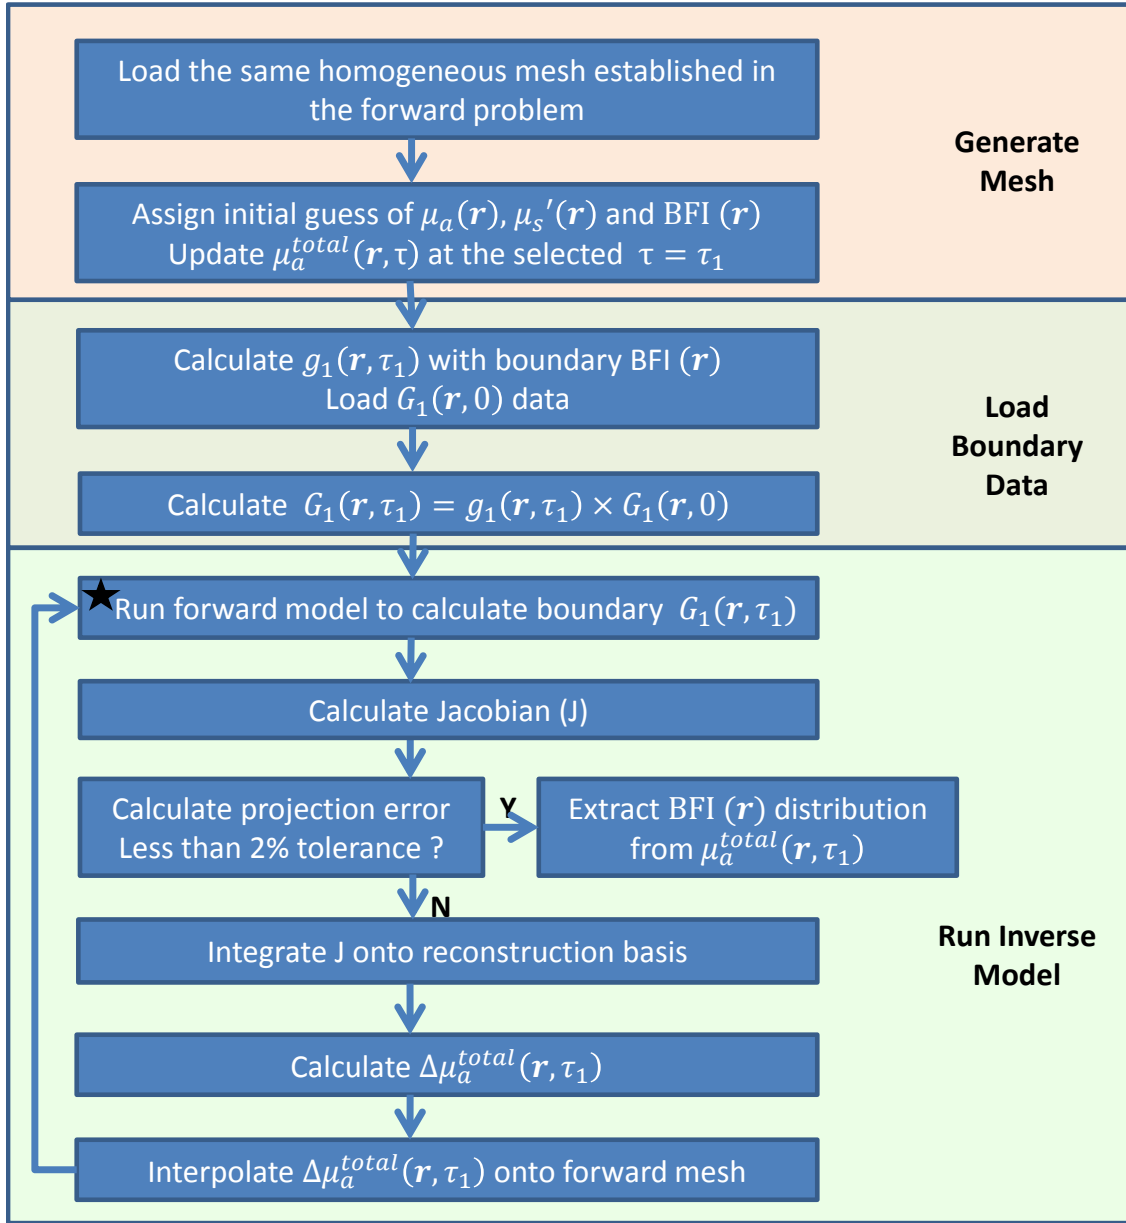 Load the same homogeneous mesh established in
the forward problem
Generate
Mesh
Assign initial guess of μₐ(r), μₛ′(r) and BFI (r)
Update μₐᵗᵒᵗᵃˡ(r, τ) at the selected τ = τ₁
Calculate g₁(r, τ₁) with boundary BFI (r)
Load G₁(r, 0) data
Load
Boundary
Data
Calculate G₁(r, τ₁) = g₁(r, τ₁) × G₁(r, 0)
Run forward model to calculate boundary G₁(r, τ₁)
Calculate Jacobian (J)
Calculate projection error
Less than 2% tolerance ?
Y
Extract BFI (r) distribution
from μₐᵗᵒᵗᵃˡ(r, τ₁)
N
Integrate J onto reconstruction basis
Run Inverse
Model
Calculate Δμₐᵗᵒᵗᵃˡ(r, τ₁)
Interpolate Δμₐᵗᵒᵗᵃˡ(r, τ₁) onto forward mesh